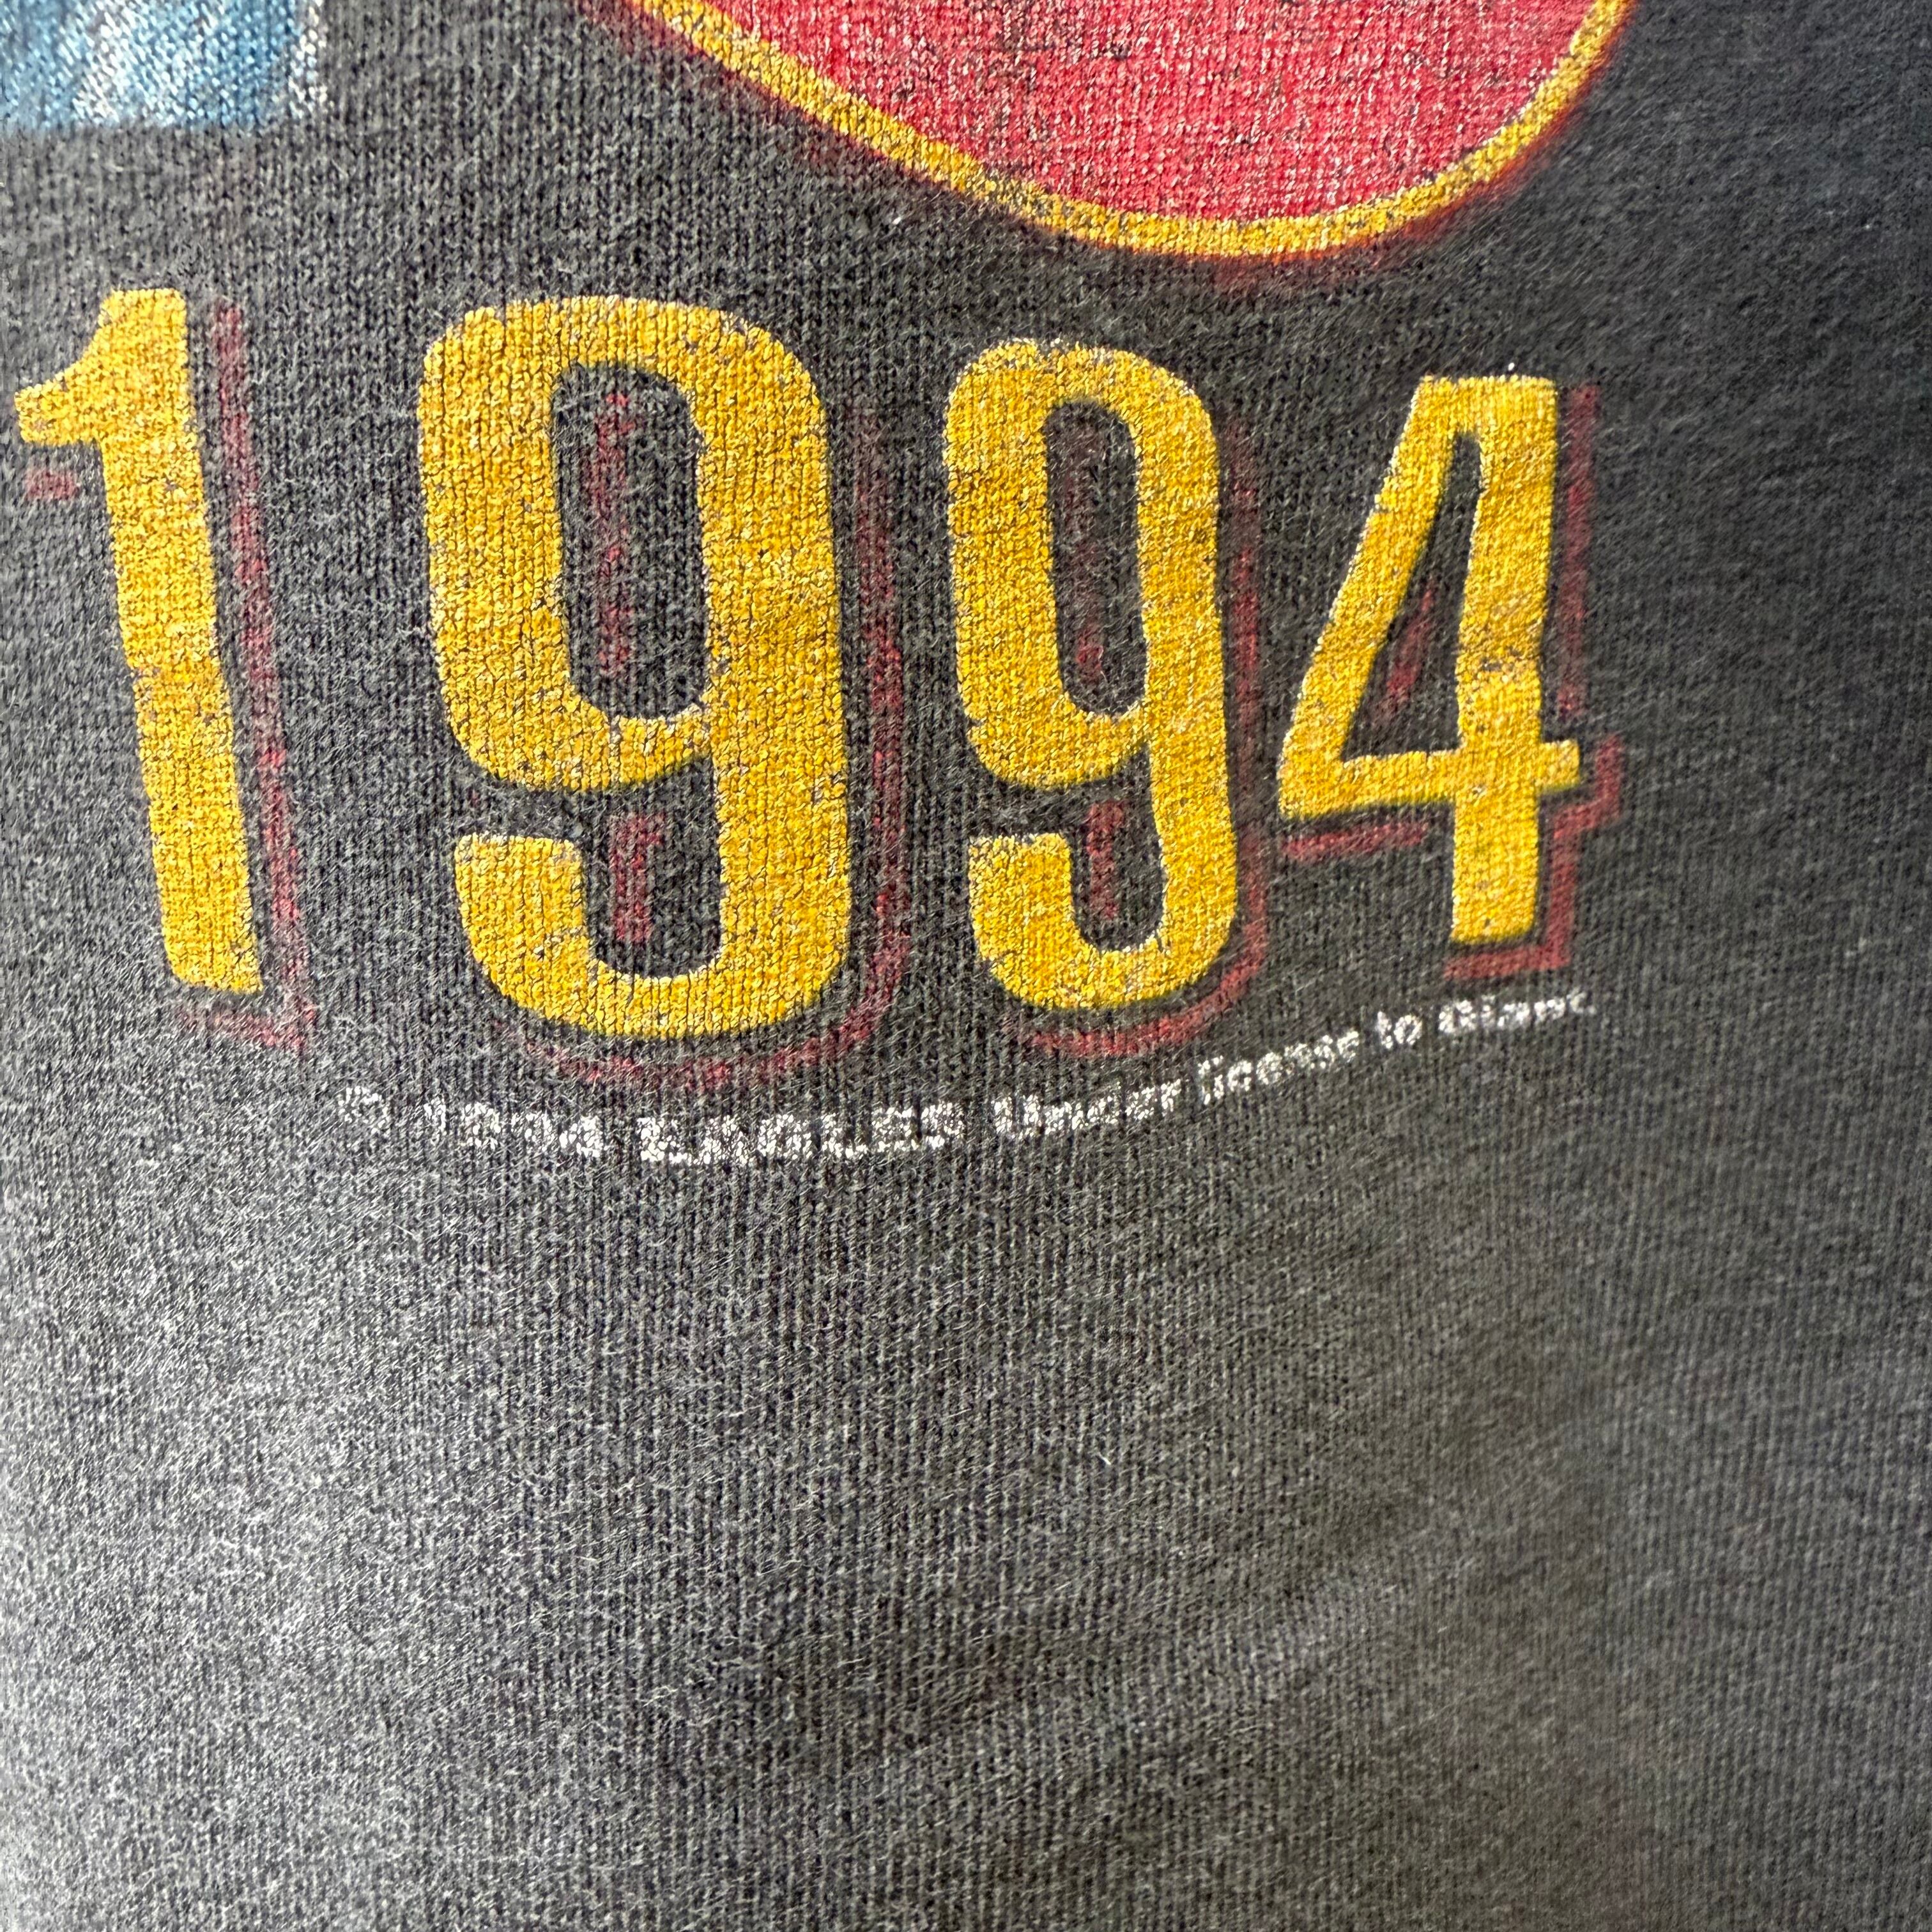 1994
© 1994 EAGLES Under license to Giant.